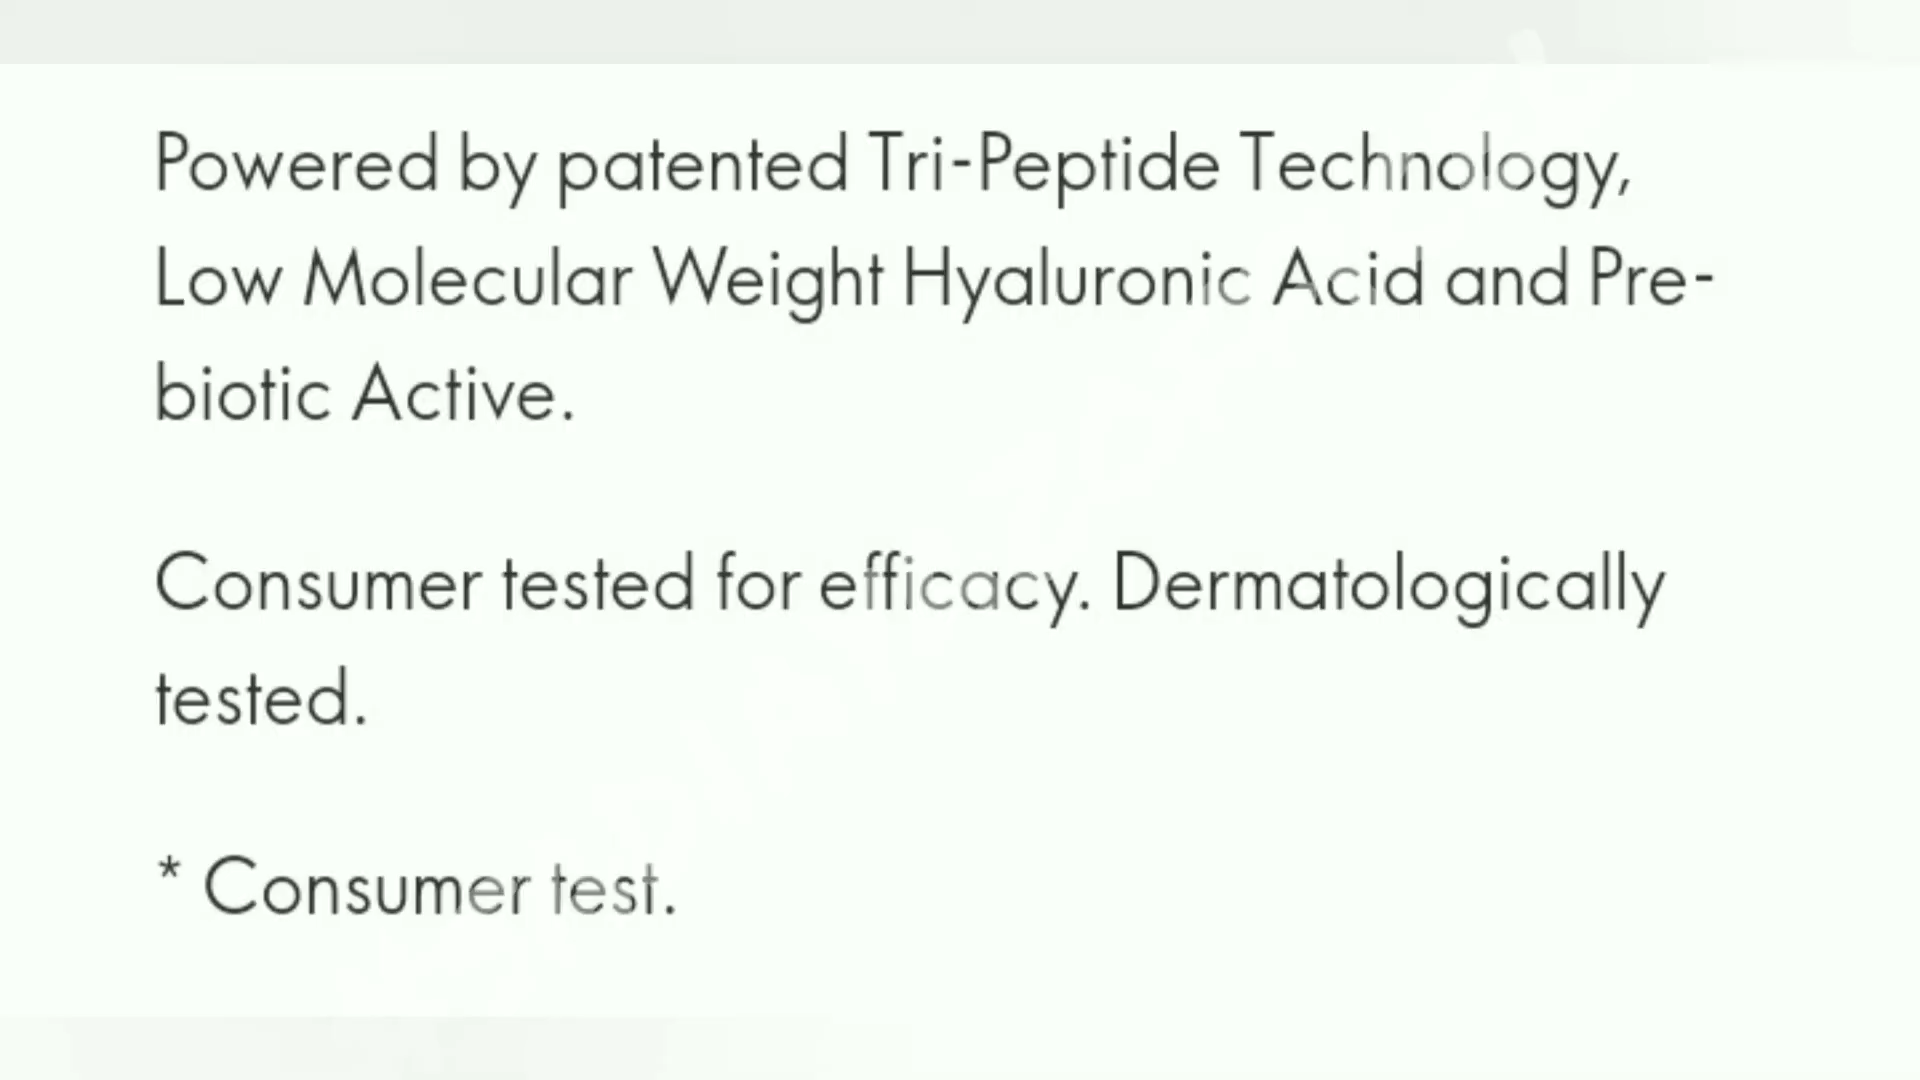 Powered by patented Tri-Peptide Technology,
Low Molecular Weight Hyaluronic Acid and Pre-
biotic Active.
Consumer tested for efficacy. Dermatologically
tested.
* Consumer test.